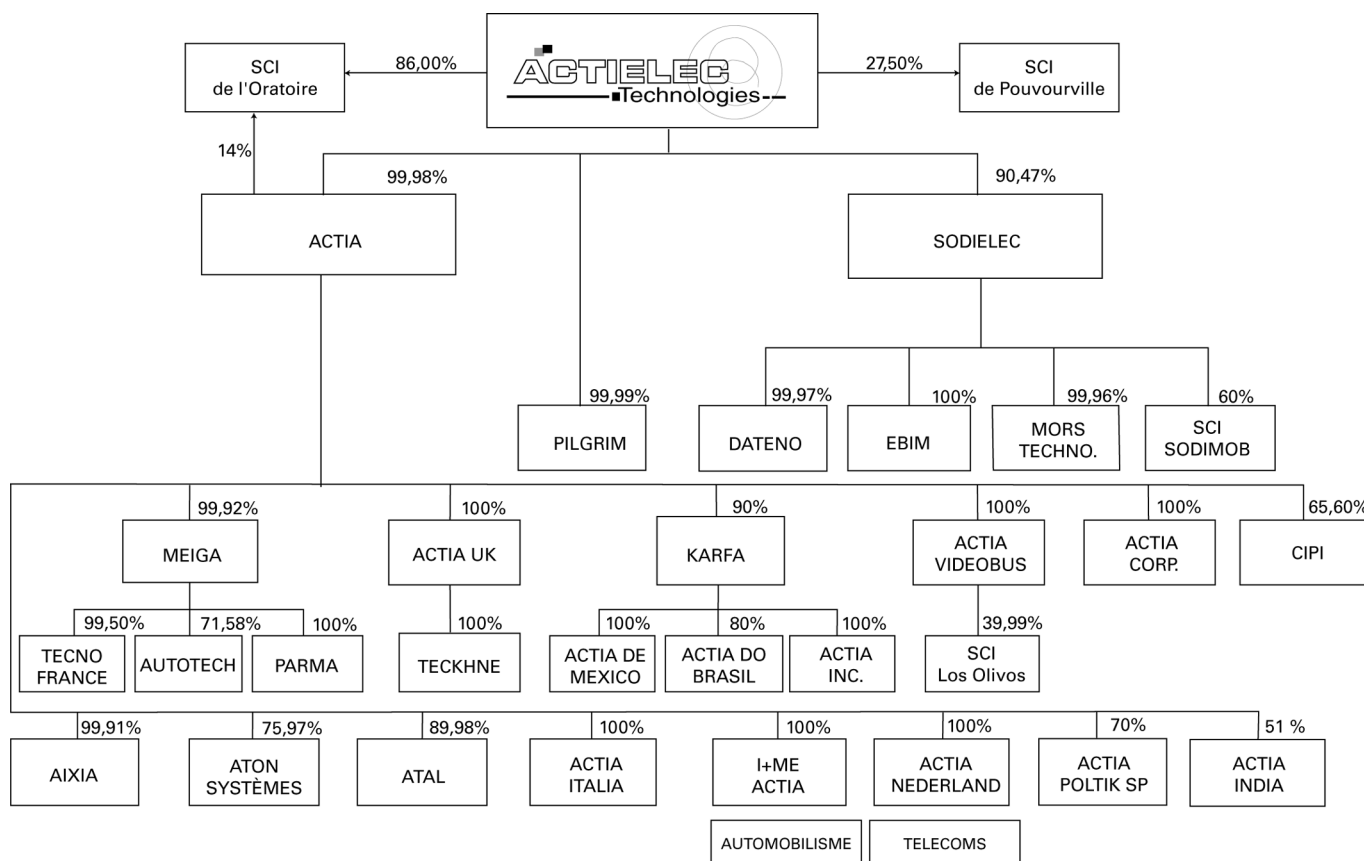 SCI
de l'Oratoire
86,00%
ACTIELEC
Technologies
27,50%
SCI
de Pouvourville
14%
99,98%
90,47%
ACTIA
SODIELEC
99,99%
99,97%
100%
99,96%
60%
PILGRIM
DATENO
EBIM
MORS
TECHNO.
SCI
SODIMOB
99,92%
100%
90%
100%
100%
65,60%
MEIGA
ACTIA UK
KARFA
ACTIA
VIDEOBUS
ACTIA
CORP.
CIPI
99,50%
71,58%
100%
100%
100%
80%
100%
39,99%
TECNO
FRANCE
AUTOTECH
PARMA
TECKHNE
ACTIA DE
MEXICO
ACTIA DO
BRASIL
ACTIA
INC.
SCI
Los Olivos
99,91%
75,97%
89,98%
100%
100%
100%
70%
51 %
AIXIA
ATON
SYSTÈMES
ATAL
ACTIA
ITALIA
I+ME
ACTIA
ACTIA
NEDERLAND
ACTIA
POLTIK SP
ACTIA
INDIA
AUTOMOBILISME
TELECOMS